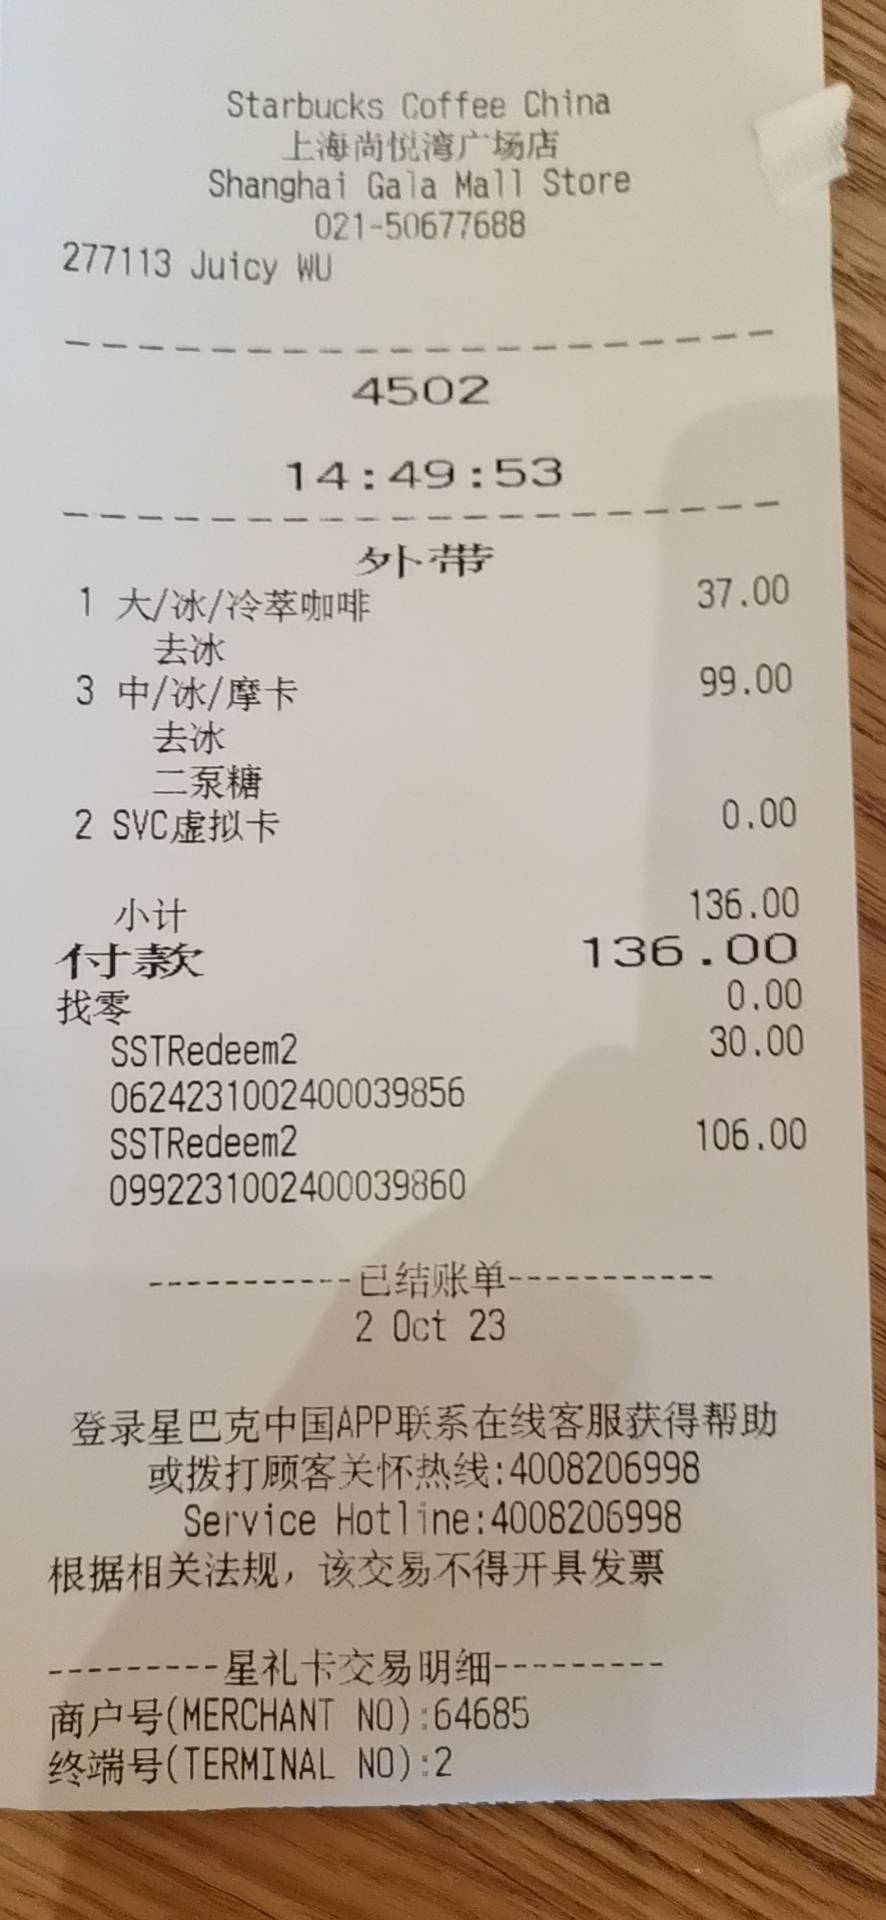 Starbucks Coffee China
上海尚悦湾广场店
Shanghai Gala Mall Store
021-50677688
277113 Juicy WU
4502
14:49:53
外带
1 大/冰/冷萃咖啡 37.00
去冰
3 中/冰/摩卡 99.00
去冰
二泵糖
2 SVC虚拟卡 0.00
小计 136.00
付款 136.00
找零 0.00
SSTRedeem2 30.00
0624231002400039856
SSTRedeem2 106.00
0992231002400039860
-----------已结账单-----------
2 Oct 23
登录星巴克中国APP联系在线客服获得帮助
或拨打顾客关怀热线:4008206998
Service Hotline:4008206998
根据相关法规，该交易不得开具发票
---------星礼卡交易明细---------
商户号(MERCHANT NO):64685
终端号(TERMINAL NO):2